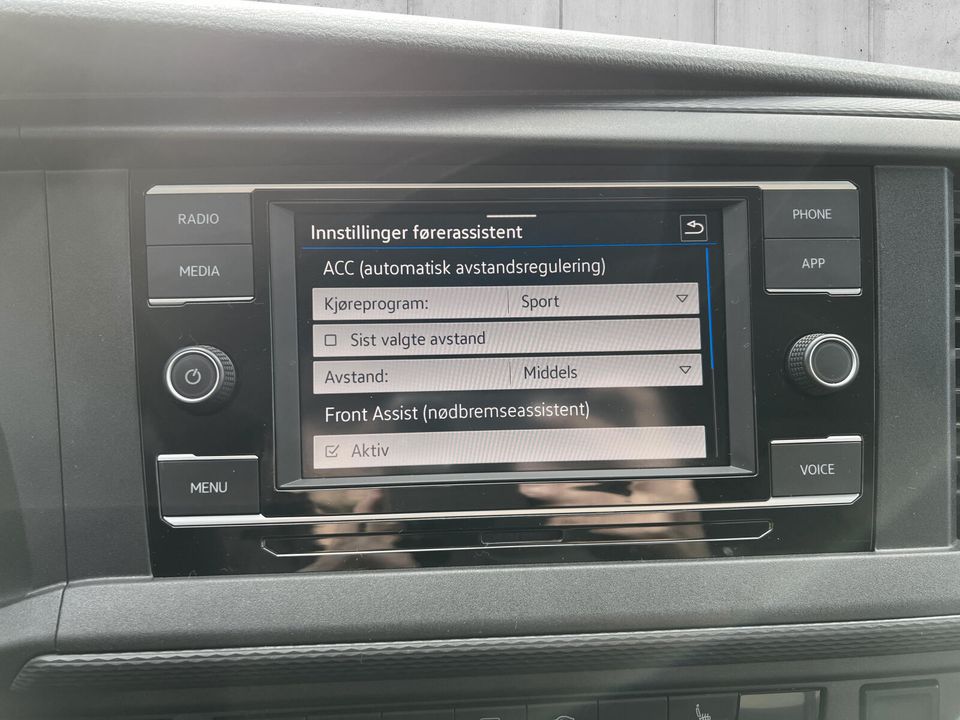 RADIO
MEDIA
MENU
Innstillinger førerassistent
ACC (automatisk avstandsregulering)
Kjøreprogram: Sport
Sist valgte avstand
Avstand: Middels
Front Assist (nødbremseassistent)
Aktiv
PHONE
APP
VOICE